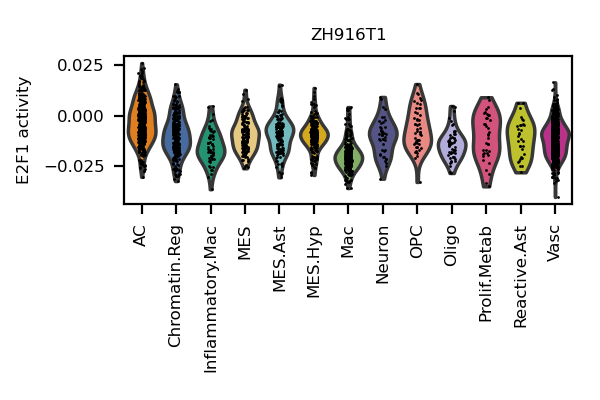 ZH916T1
E2F1 activity
0.025
0.000
−0.025
AC
Chromatin.Reg
Inflammatory.Mac
MES
MES.Ast
MES.Hyp
Mac
Neuron
OPC
Oligo
Prolif.Metab
Reactive.Ast
Vasc